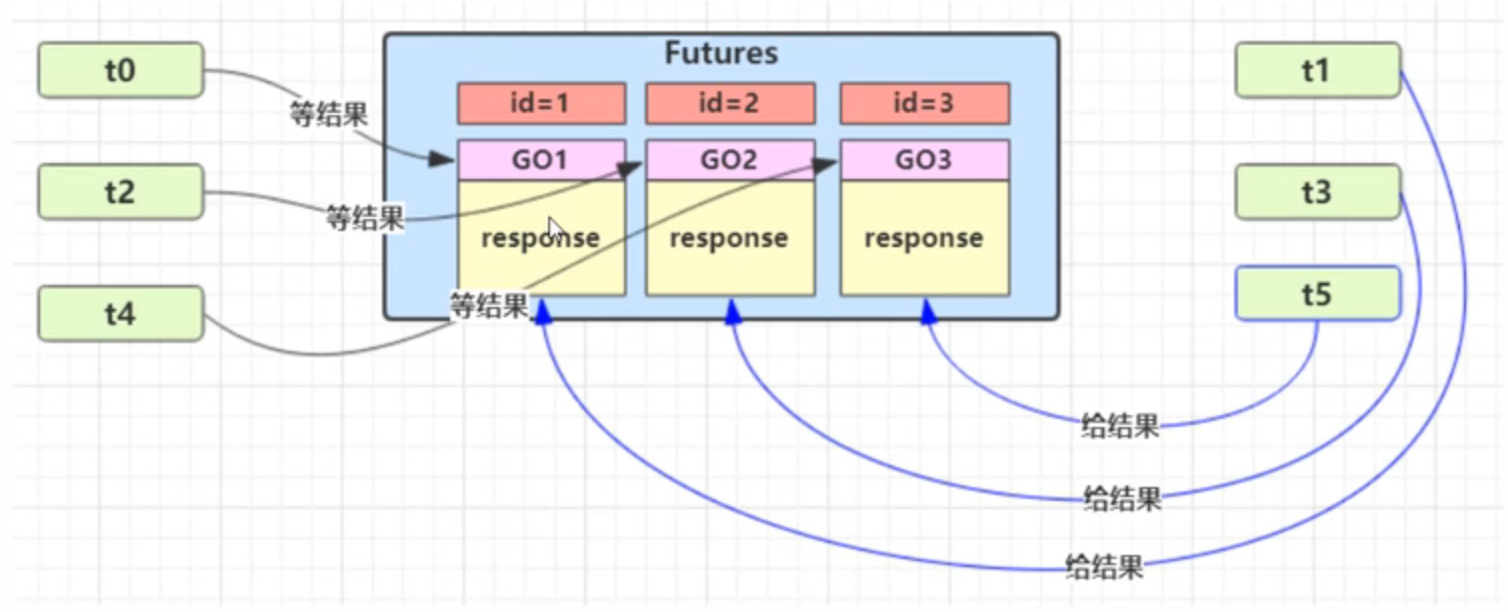 Futures
t0
t1
id=1
id=2
id=3
等结果
GO1
GO2
GO3
t2
t3
等结果
response
response
response
t4
t5
等结果
给结果
给结果
给结果